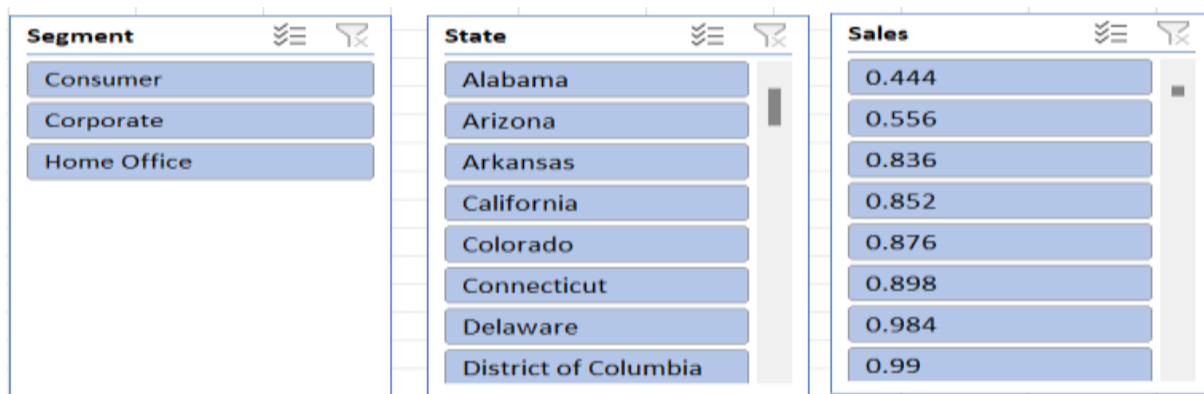 Segment
Consumer
Corporate
Home Office
State
Alabama
Arizona
Arkansas
California
Colorado
Connecticut
Delaware
District of Columbia
Sales
0.444
0.556
0.836
0.852
0.876
0.898
0.984
0.99